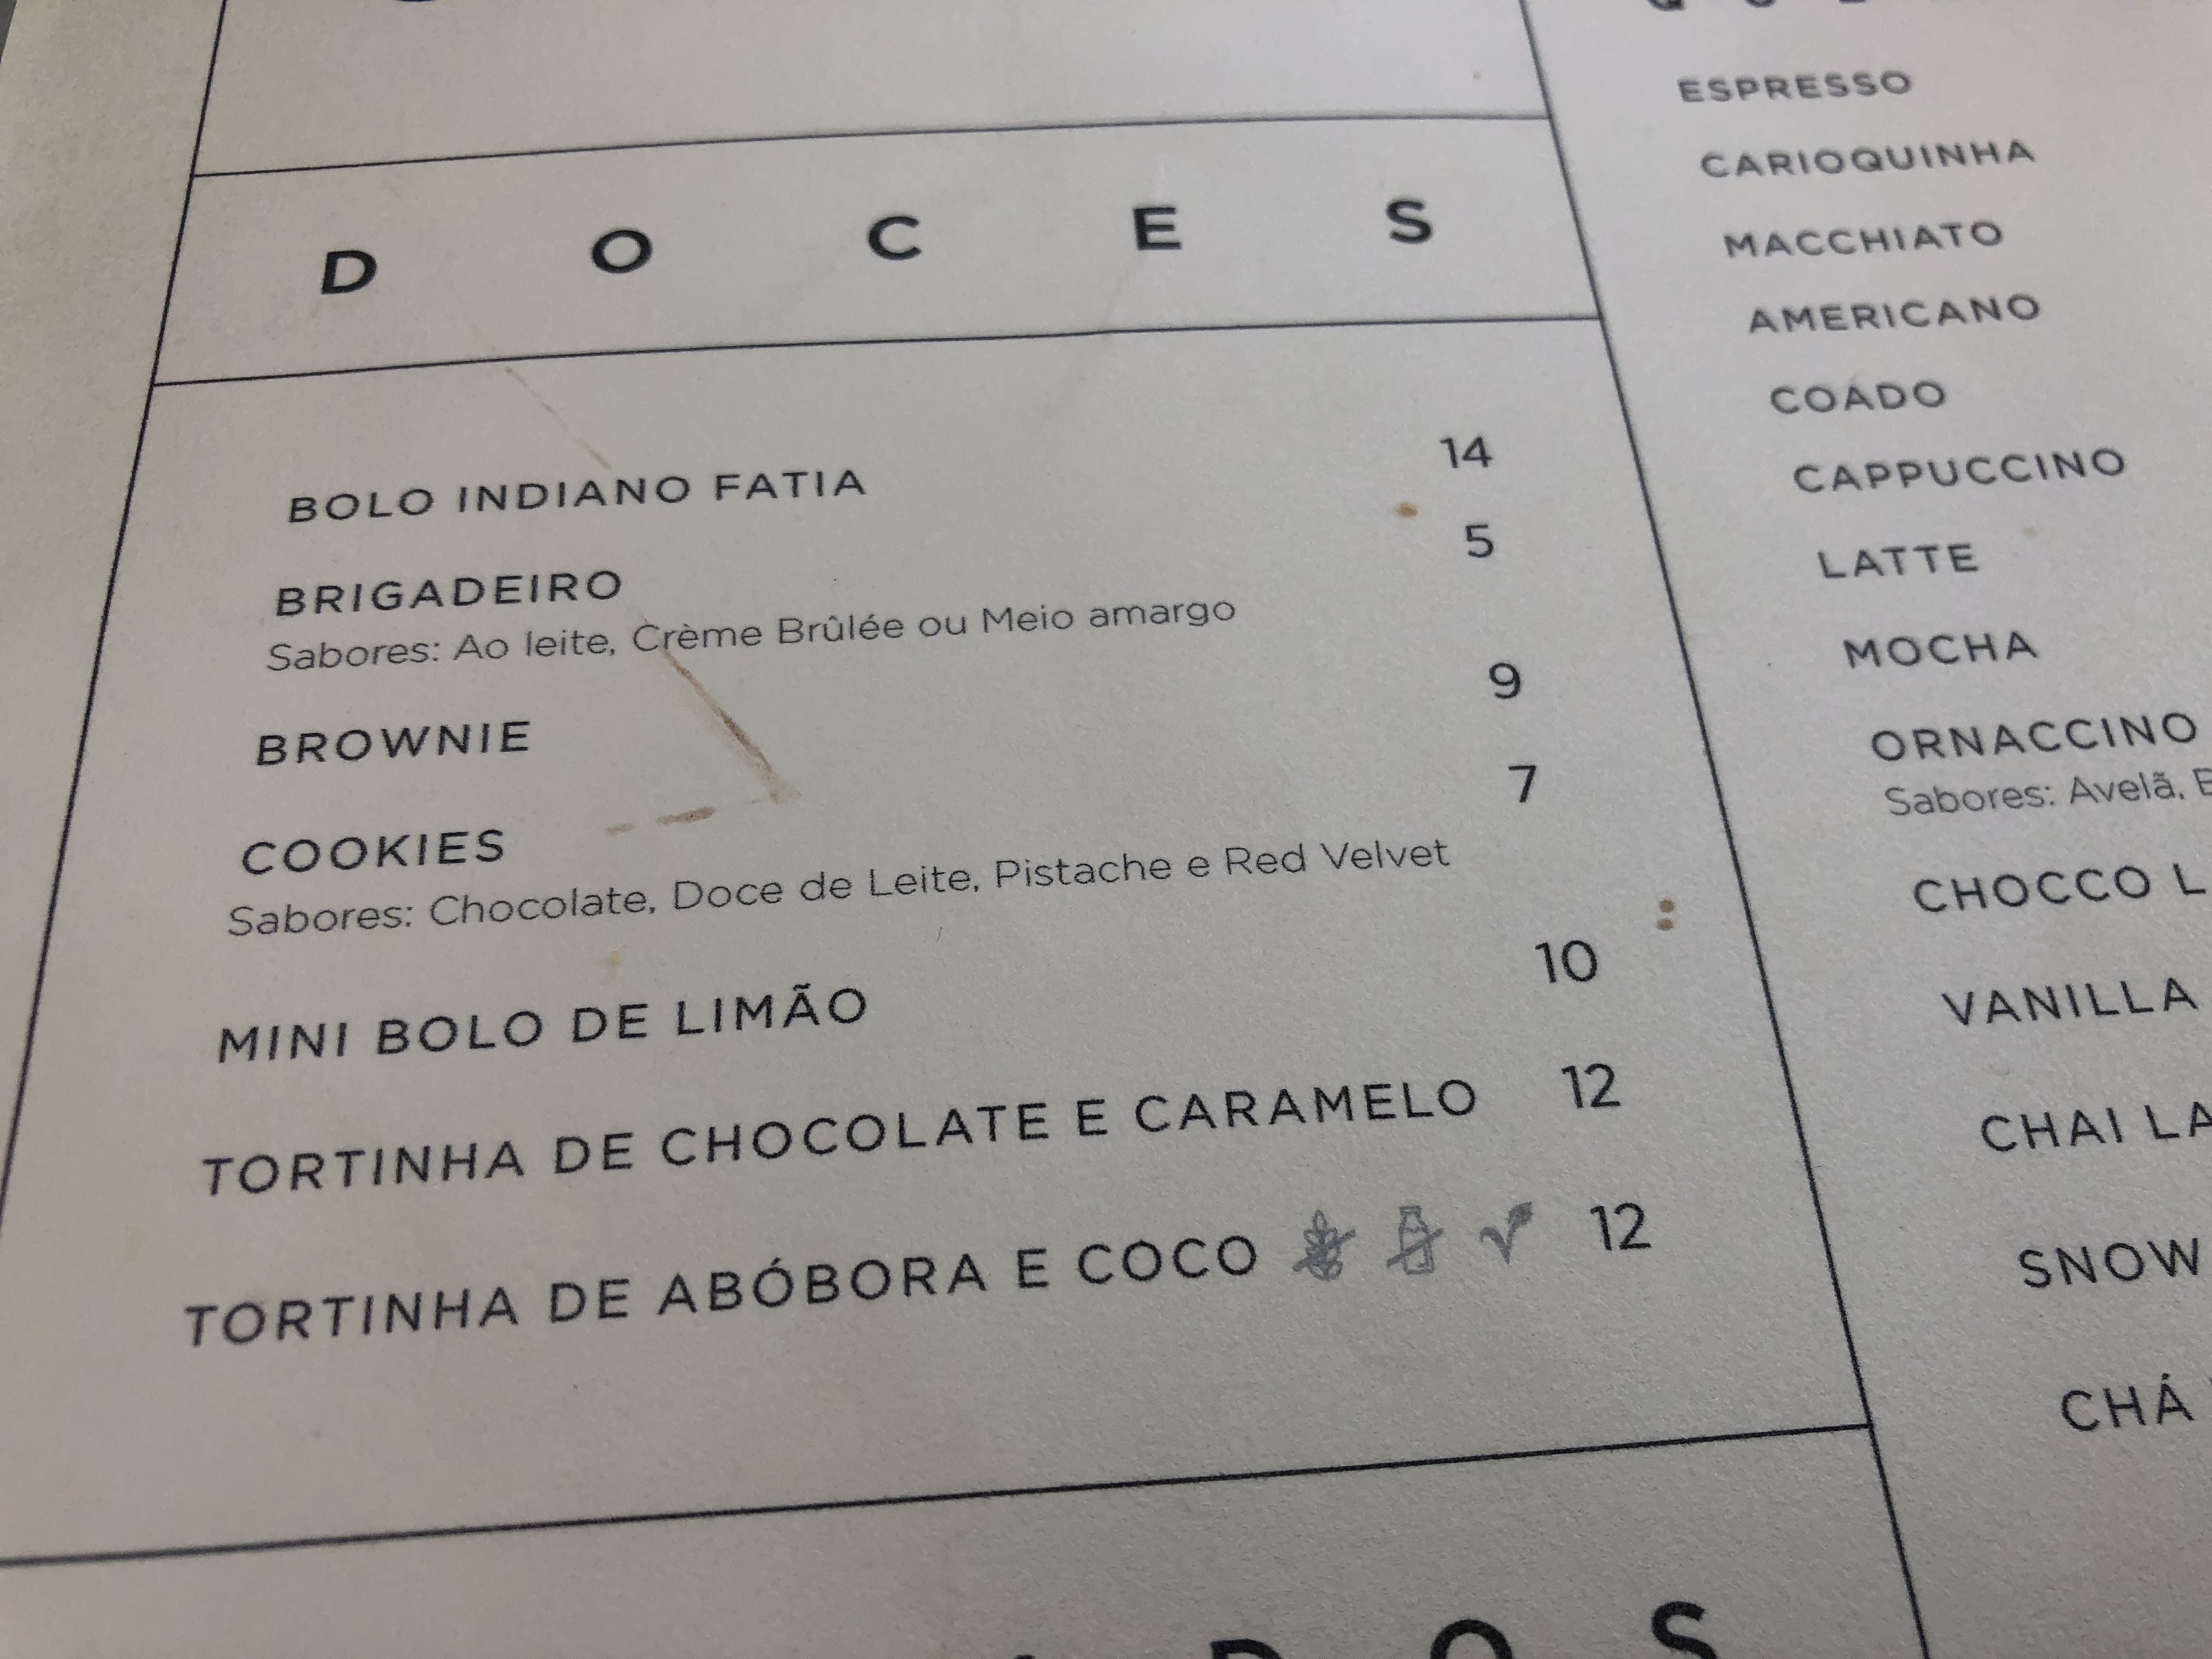 DOCES
BOLO INDIANO FATIA 14
BRIGADEIRO 5
Sabores: Ao leite, Crème Brûlée ou Meio amargo
BROWNIE 9
COOKIES 7
Sabores: Chocolate, Doce de Leite, Pistache e Red Velvet
MINI BOLO DE LIMÃO 10
TORTINHA DE CHOCOLATE E CARAMELO 12
TORTINHA DE ABÓBORA E COCO 12
ESPRESSO
CARIOQUINHA
MACCHIATO
AMERICANO
COADO
CAPPUCCINO
LATTE
MOCHA
ORNACCINO
Sabores: Avelã,
CHOCCO
VANILLA
CHAI
SNOW
CHÁ